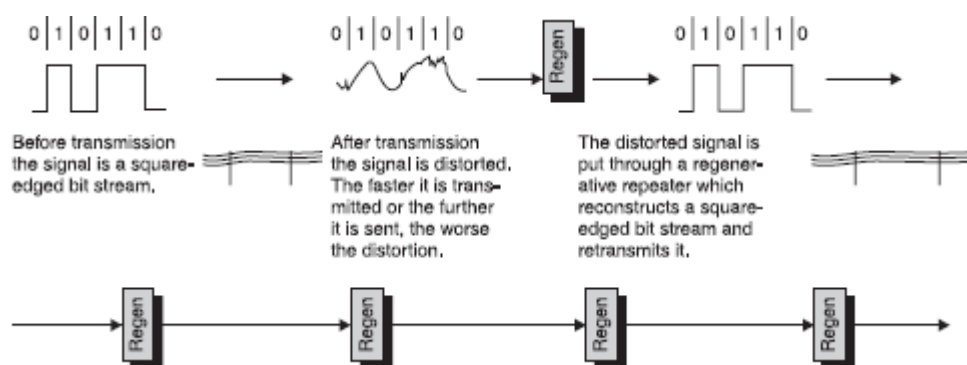 0|1|0|1|1|0
0|1|0|1|1|0
Regen
0|1|0|1|1|0
Before transmission
the signal is a square-
edged bit stream.
After transmission
the signal is distorted.
The faster it is trans-
mitted or the further
it is sent, the worse
the distortion.
The distorted signal is
put through a regener-
ative repeater which
reconstructs a square-
edged bit stream and
retransmits it.
Regen
Regen
Regen
Regen